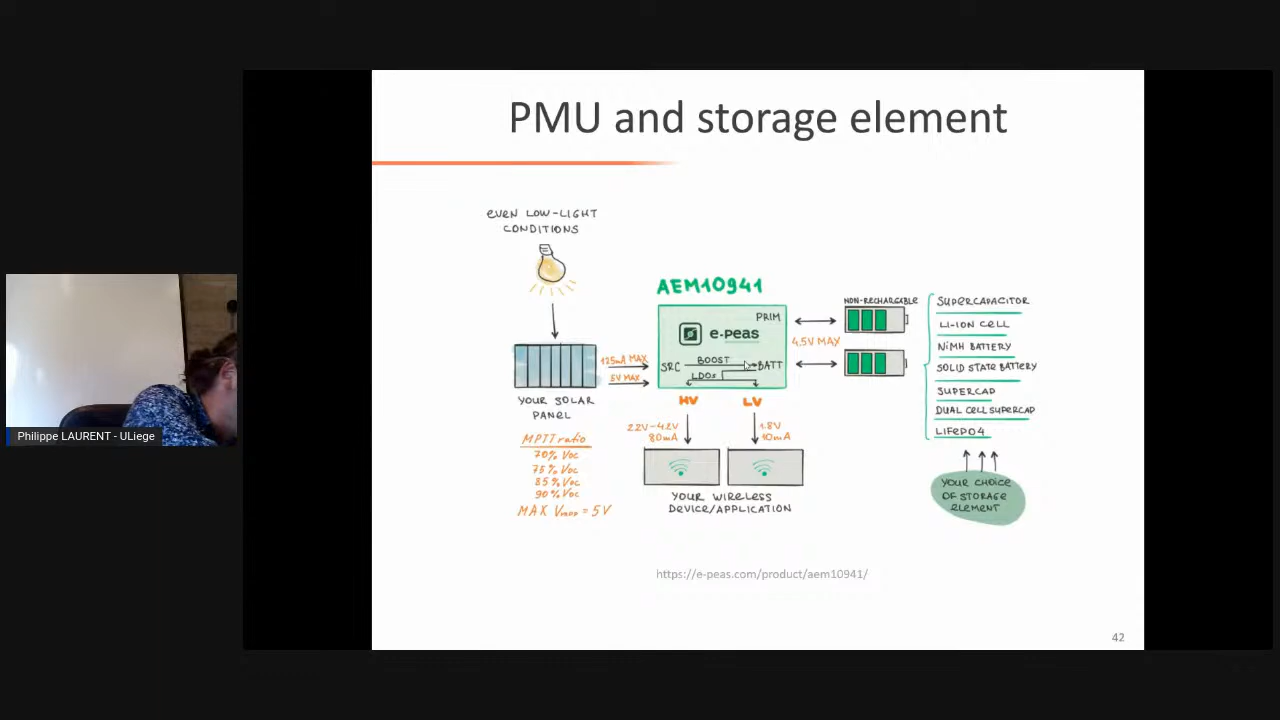 PMU and storage element
EVEN LOW-LIGHT
CONDITIONS
YOUR SOLAR
PANEL
MPTT ratio
70% Voc
75% Voc
85% Voc
90% Voc
MAX Vmpp = 5V
125mA MAX
5V MAX
AEM10941
PRIM
e-peas
SRC
BOOST
BATT
LDOs
HV
LV
2.2V-4.2V
80mA
1.8V
10mA
YOUR WIRELESS
DEVICE/APPLICATION
NON-RECHARGABLE
4.5V MAX
SUPERCAPACITOR
LI-ION CELL
NiMH BATTERY
SOLID STATE BATTERY
SUPERCAP
DUAL CELL SUPERCAP
LIFePO4
YOUR CHOICE
OF STORAGE
ELEMENT
https://e-peas.com/product/aem10941/
42
Philippe LAURENT - ULiege